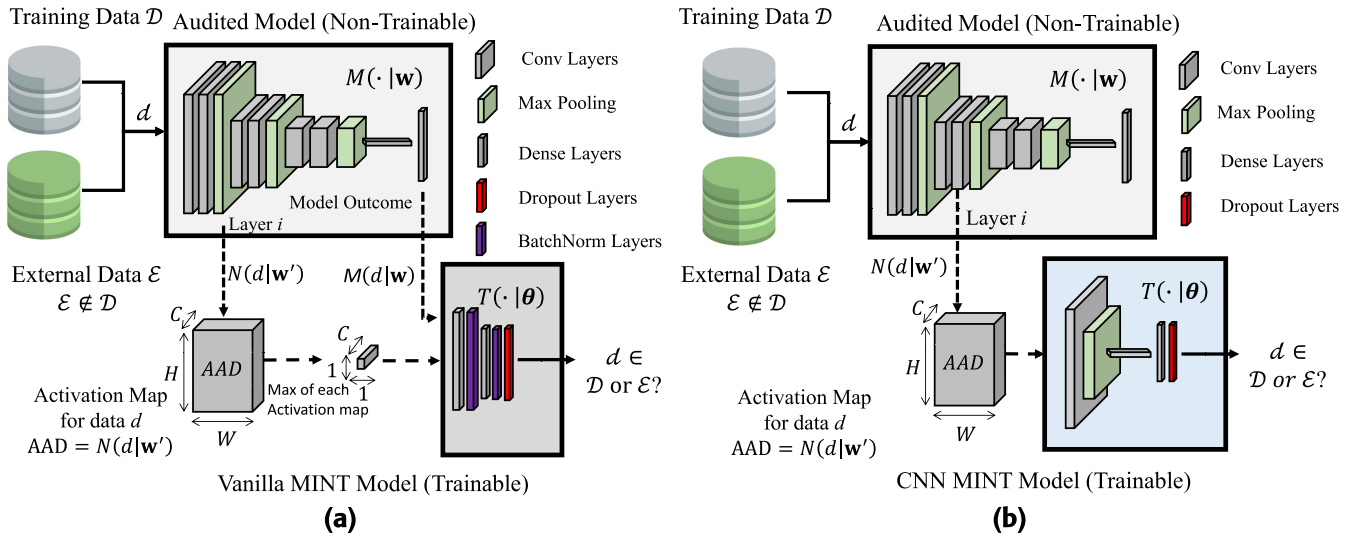 Training Data 𝒟
Audited Model (Non-Trainable)
M(· |𝐰)
d
Layer i
Model Outcome
Conv Layers
Max Pooling
Dense Layers
Dropout Layers
BatchNorm Layers
External Data ℰ
ℰ ∉ 𝒟
N(d|𝐰′)
M(d|𝐰)
T(· |𝜽)
C
H
AAD
W
C
1
1
Max of each
Activation map
d ∈
𝒟 or ℰ?
Activation Map
for data d
AAD = N(d|𝐰′)
Vanilla MINT Model (Trainable)
(a)
Training Data 𝒟
Audited Model (Non-Trainable)
M(· |𝐰)
d
Layer i
Conv Layers
Max Pooling
Dense Layers
Dropout Layers
External Data ℰ
ℰ ∉ 𝒟
N(d|𝐰′)
T(· |𝜽)
C
H
AAD
W
d ∈
𝒟 or ℰ?
Activation Map
for data d
AAD = N(d|𝐰′)
CNN MINT Model (Trainable)
(b)